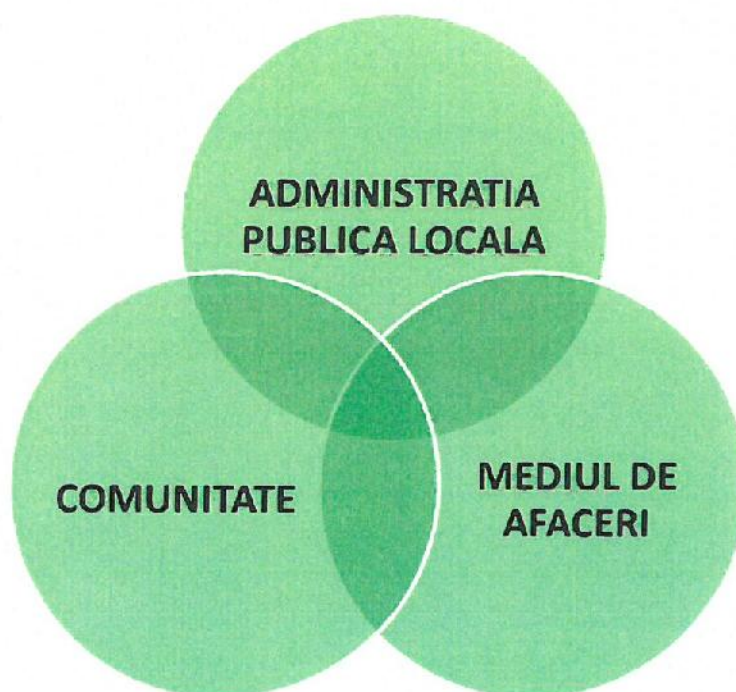 ADMINISTRATIA
PUBLICA LOCALA
COMUNITATE
MEDIUL DE
AFACERI